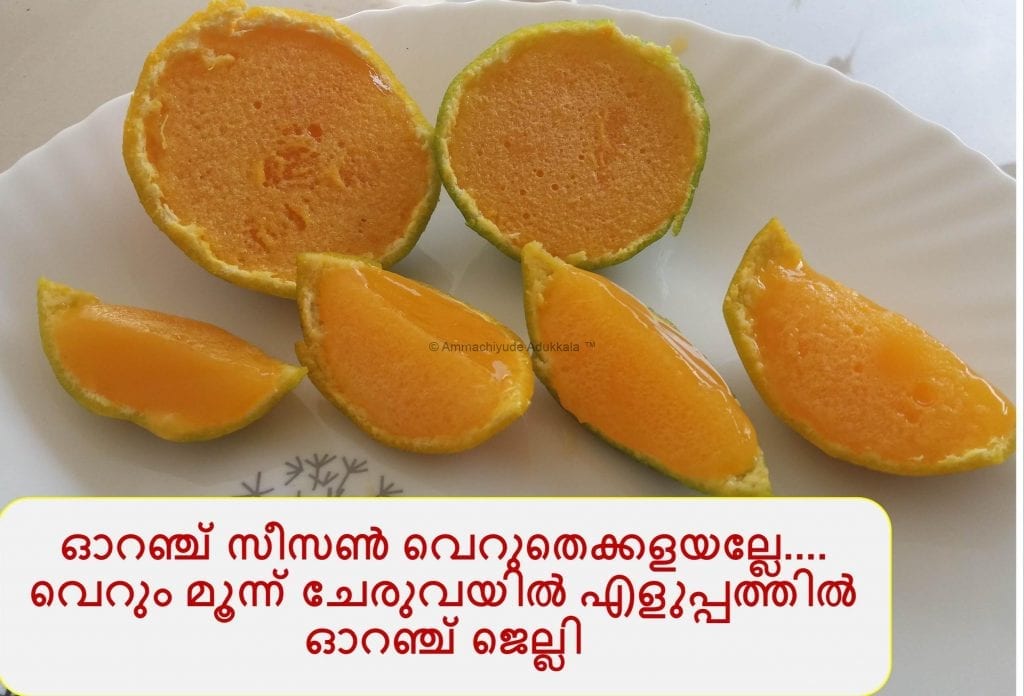 © Ammachiyude Adukkala ™
ഓറഞ്ച് സീസൺ വെറുതെക്കളയല്ലേ....
വെറും മൂന്ന് ചേരുവയിൽ എളുപ്പത്തിൽ
ഓറഞ്ച് ജെല്ലി